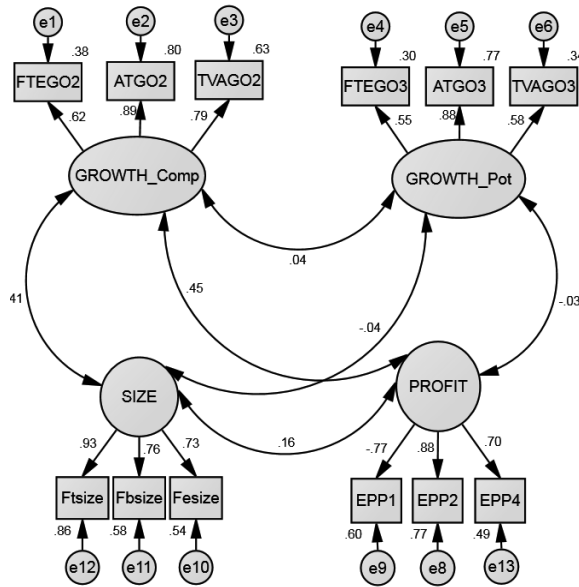 e1 e2 e3 e4 e5 e6
.38 .80 .63 .30 .77 .34
FTEGO2 ATGO2 TVAGO2 FTEGO3 ATGO3 TVAGO3
.62 .89 .79 .55 .88 .58
GROWTH_Comp GROWTH_Pot
.04
.41 .45 -.04 -.03
SIZE PROFIT
.16
.93 .76 .73 -.77 .88 .70
Ftsize Fbsize Fesize EPP1 EPP2 EPP4
.86 .58 .54 .60 .77 .49
e12 e11 e10 e9 e8 e13